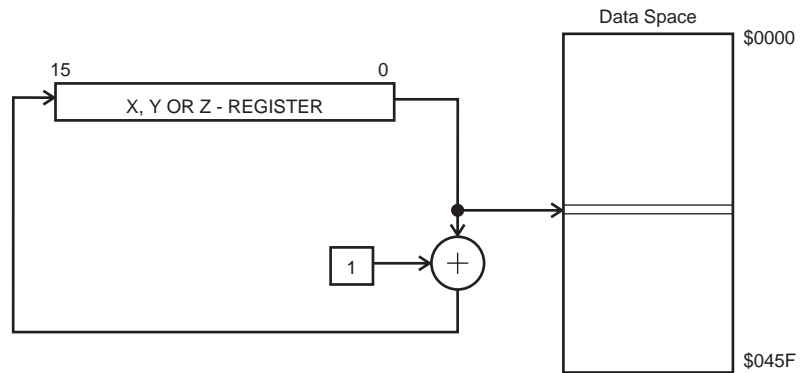 Data Space
$0000
15 0
X, Y OR Z - REGISTER
1
+
$045F